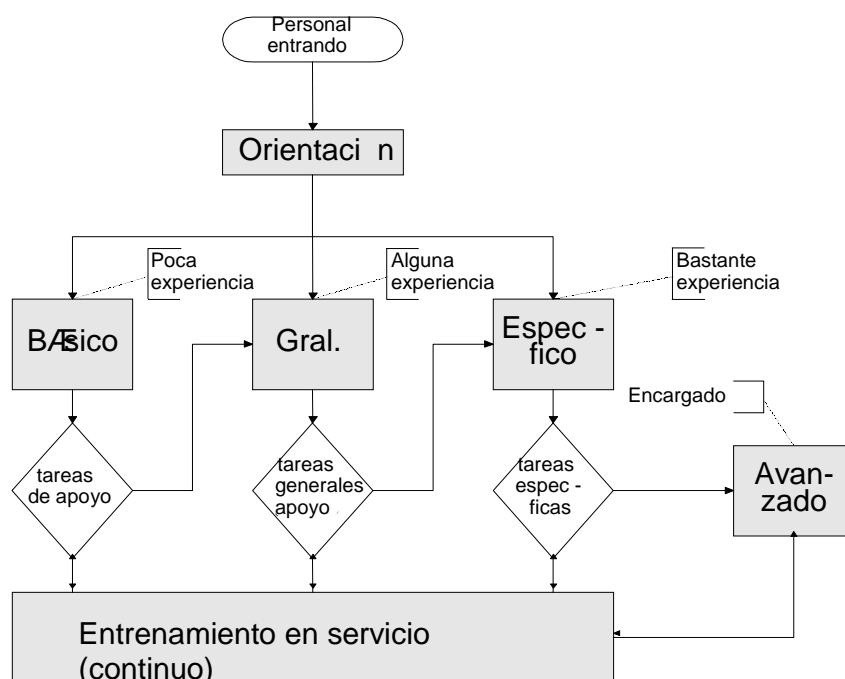 Personal
entrando
Orientaci n
Poca
experiencia
Alguna
experiencia
Bastante
experiencia
BÆsico
Gral.
Espec -
fico
Encargado
tareas
de apoyo
tareas
generales
apoyo
tareas
espec -
ficas
Avan-
zado
Entrenamiento en servicio
(continuo)